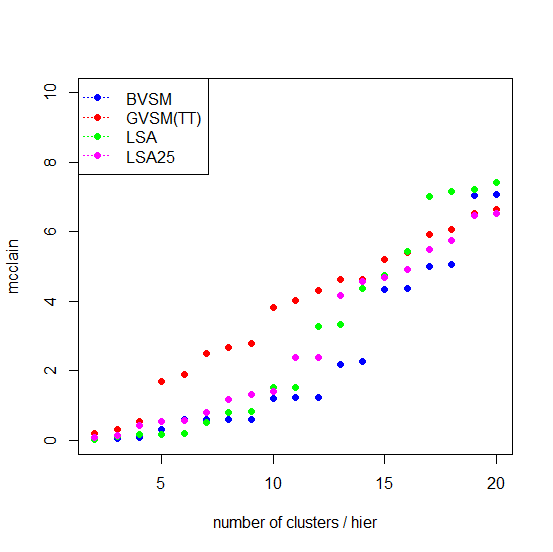 10
8
6
4
2
0
mcclain
BVSM
GVSM(TT)
LSA
LSA25
5 10 15 20
number of clusters / hier